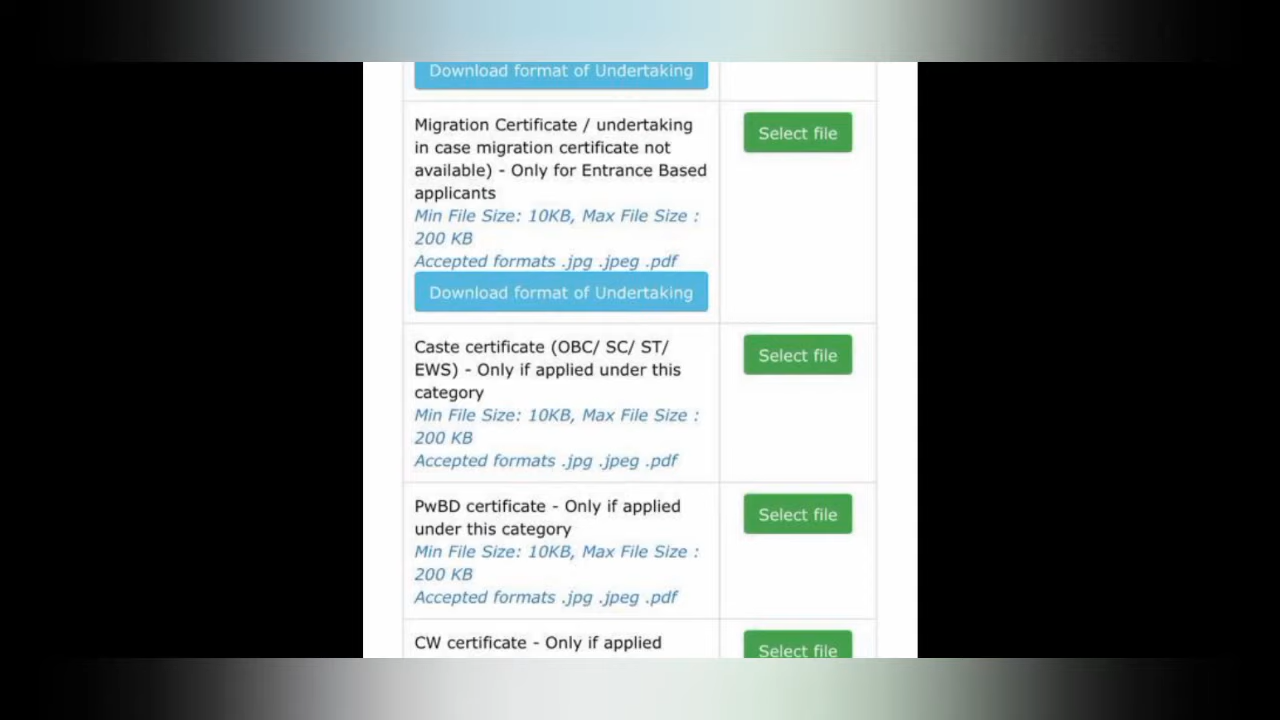 Download format of Undertaking
Migration Certificate / undertaking
in case migration certificate not
available) - Only for Entrance Based
applicants
Min File Size: 10KB, Max File Size :
200 KB
Accepted formats .jpg .jpeg .pdf
Download format of Undertaking
Select file
Caste certificate (OBC/ SC/ ST/
EWS) - Only if applied under this
category
Min File Size: 10KB, Max File Size :
200 KB
Accepted formats .jpg .jpeg .pdf
Select file
PwBD certificate - Only if applied
under this category
Min File Size: 10KB, Max File Size :
200 KB
Accepted formats .jpg .jpeg .pdf
Select file
CW certificate - Only if applied
Select file